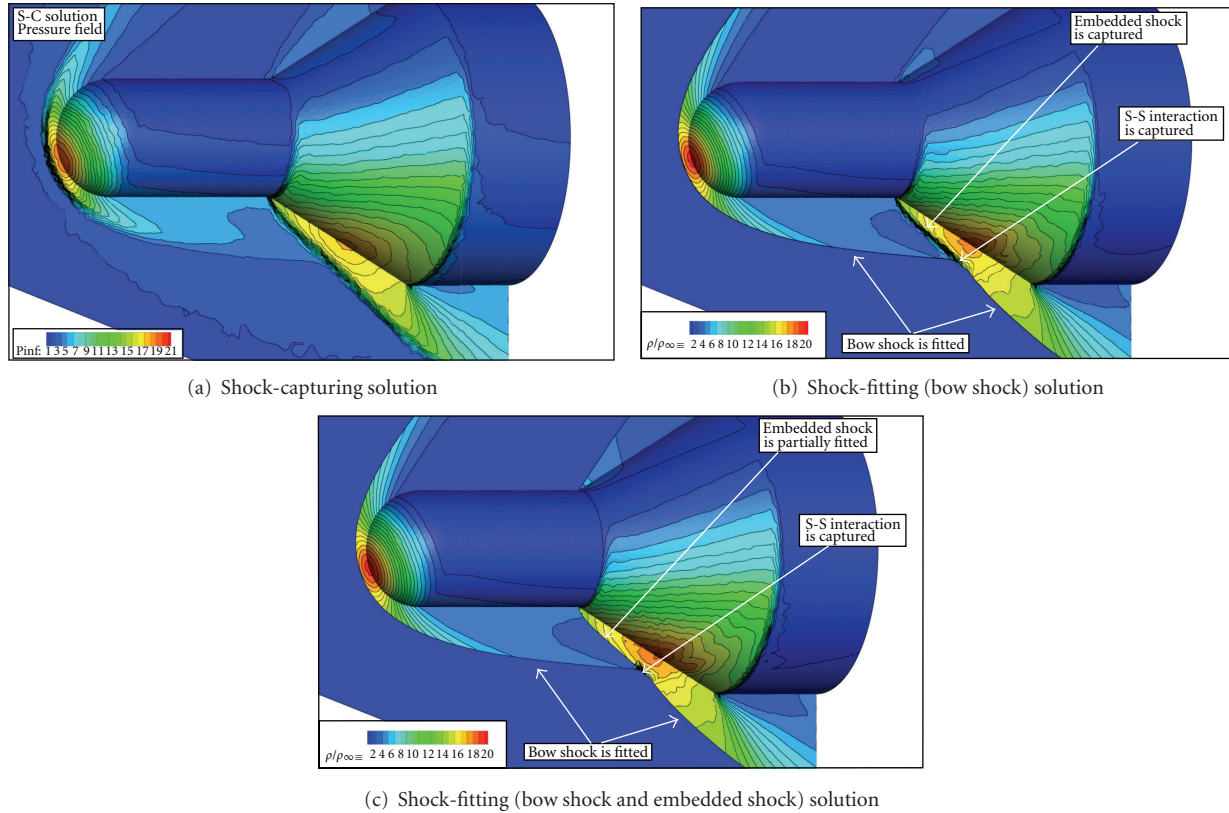 S-C solution
Pressure field
Pinf: 1 3 5 7 9 11 13 15 17 19 21
(a) Shock-capturing solution
Embedded shock
is captured
S-S interaction
is captured
Bow shock is fitted
ρ/ρ∞≡ 2 4 6 8 10 12 14 16 18 20
(b) Shock-fitting (bow shock) solution
Embedded shock
is partially fitted
S-S interaction
is captured
Bow shock is fitted
ρ/ρ∞≡ 2 4 6 8 10 12 14 16 18 20
(c) Shock-fitting (bow shock and embedded shock) solution